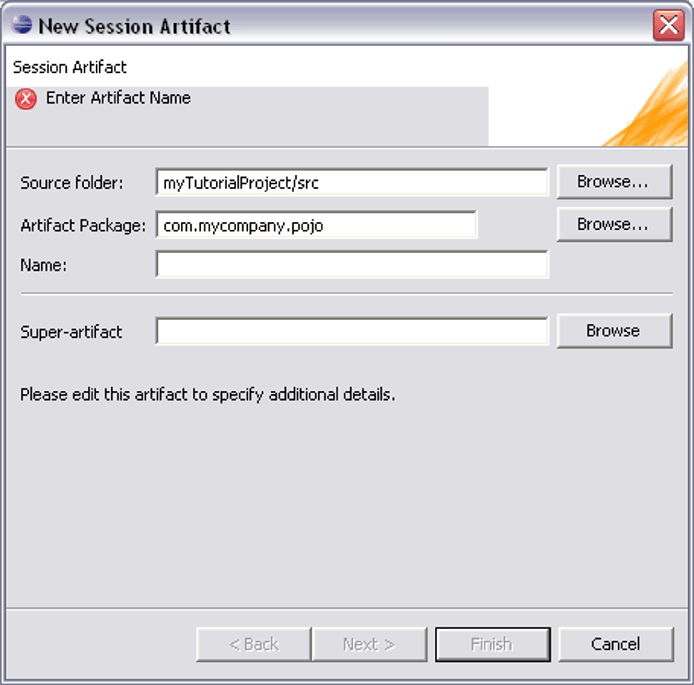 New Session Artifact
Session Artifact
Enter Artifact Name
Source folder: myTutorialProject/src Browse...
Artifact Package: com.mycompany.pojo Browse...
Name:
Super-artifact Browse
Please edit this artifact to specify additional details.
< Back Next > Finish Cancel